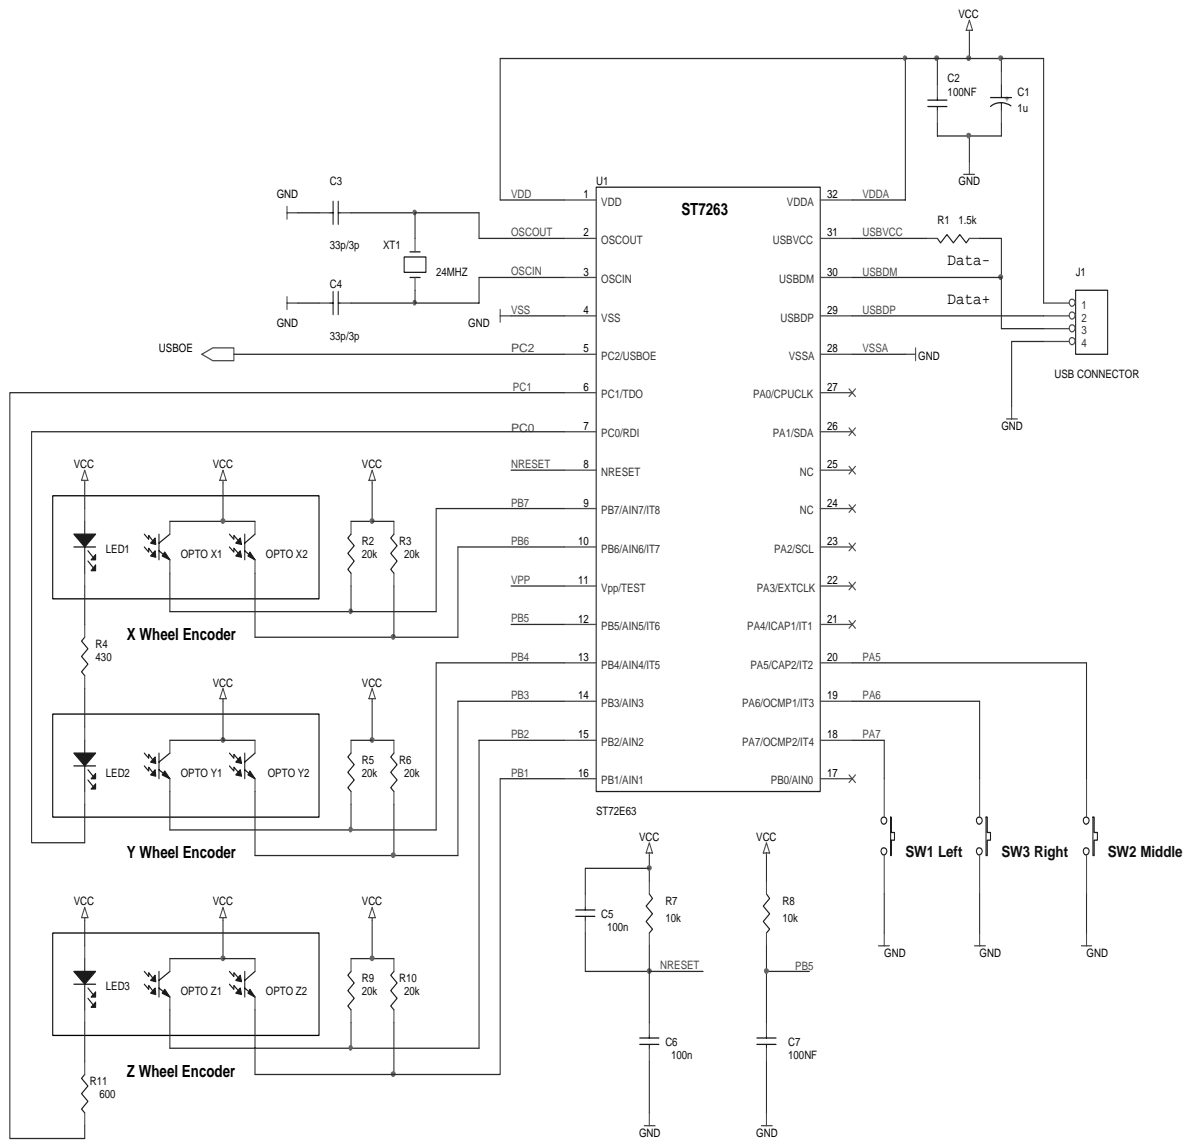 VCC
C2
100NF
C1
1u
GND
C3
GND
33p/3p
XT1
24MHZ
C4
GND
33p/3p
U1
ST7263
VDD 1 VDD
OSCOUT 2 OSCOUT
OSCIN 3 OSCIN
GND VSS 4 VSS
USBOE PC2 5 PC2/USBOE
PC1 6 PC1/TDO
PC0 7 PC0/RDI
NRESET 8 NRESET
PB7 9 PB7/AIN7/IT8
PB6 10 PB6/AIN6/IT7
VPP 11 Vpp/TEST
PB5 12 PB5/AIN5/IT6
PB4 13 PB4/AIN4/IT5
PB3 14 PB3/AIN3
PB2 15 PB2/AIN2
PB1 16 PB1/AIN1
VDDA 32 VDDA
USBVCC 31 USBVCC
USBDM 30 USBDM
USBDP 29 USBDP
VSSA 28 VSSA GND
PA0/CPUCLK 27
PA1/SDA 26
NC 25
NC 24
PA2/SCL 23
PA3/EXTCLK 22
PA4/ICAP1/IT1 21
PA5/CAP2/IT2 20 PA5
PA6/OCMP1/IT3 19 PA6
PA7/OCMP2/IT4 18 PA7
PB0/AIN0 17
ST72E63
R1 1.5k
Data-
Data+
J1
1
2
3
4
USB CONNECTOR
GND
VCC VCC VCC
LED1 OPTO X1 OPTO X2
R2
20k
R3
20k
X Wheel Encoder
R4
430
VCC VCC
LED2 OPTO Y1 OPTO Y2
R5
20k
R6
20k
Y Wheel Encoder
VCC VCC VCC
LED3 OPTO Z1 OPTO Z2
R9
20k
R10
20k
Z Wheel Encoder
R11
600
VCC
C5
100n
R7
10k
NRESET
C6
100n
GND
VCC
R8
10k
PB5
C7
100NF
GND
SW1 Left SW3 Right SW2 Middle
GND GND GND